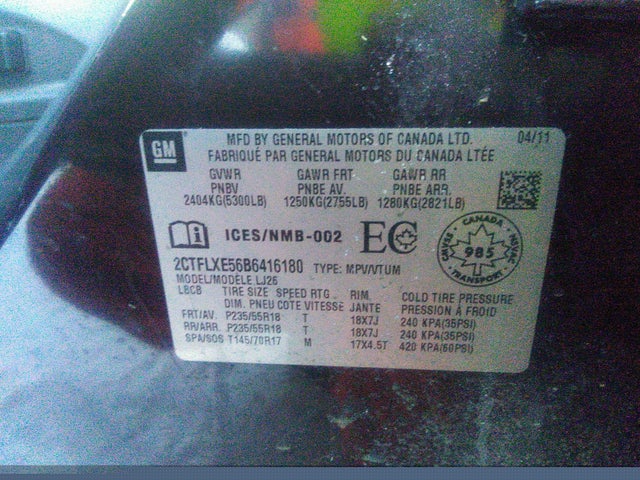 GM
MFD BY GENERAL MOTORS OF CANADA LTD. 04/11
FABRIQUÉ PAR GENERAL MOTORS DU CANADA LTÉE
GVWR GAWR FRT GAWR RR
PNBV PNBE AV. PNBE ARR.
2404KG(5300LB) 1250KG(2755LB) 1280KG(2821LB)
ICES/NMB-002 EC
CANADA
985
TRANSPORT
2CTFLXE56B6416180 TYPE: MPV/VTUM
MODEL/MODÈLE LJ26
TIRE SIZE SPEED RTG RIM COLD TIRE PRESSURE
DIM. PNEU COTE VITESSE JANTE PRESSION À FROID
FRT/AV. P235/55R18 T 18X7J 240 KPA(35PSI)
RR/ARR. P235/55R18 T 18X7J 240 KPA(35PSI)
SPA/SOS T145/70R17 M 17X4.5T 420 KPA(60PSI)